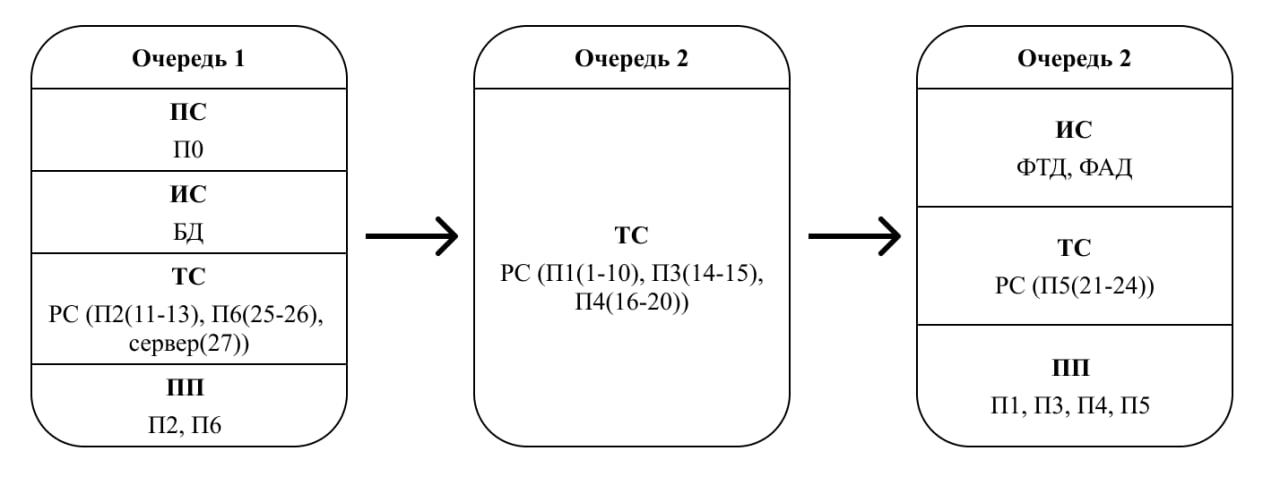 Очередь 1
ПС
П0
ИС
БД
ТС
РС (П2(11-13), П6(25-26),
сервер(27))
ПП
П2, П6
Очередь 2
ТС
РС (П1(1-10), П3(14-15),
П4(16-20))
Очередь 2
ИС
ФТД, ФАД
ТС
РС (П5(21-24))
ПП
П1, П3, П4, П5